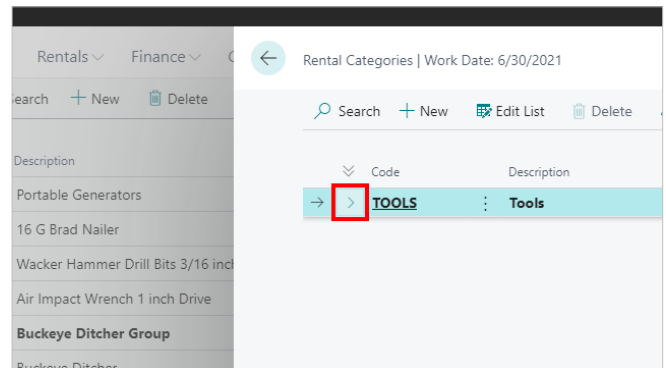 Rentals Finance
Search + New Delete
Description
Portable Generators
16 G Brad Nailer
Wacker Hammer Drill Bits 3/16 inch
Air Impact Wrench 1 inch Drive
Buckeye Ditcher Group
Buckeye Ditcher
Rental Categories | Work Date: 6/30/2021
Search + New Edit List Delete
Code Description
TOOLS Tools